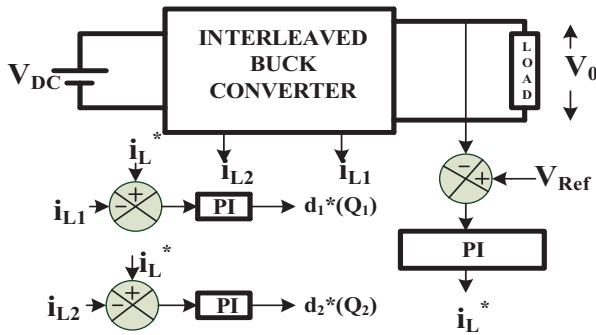 INTERLEAVED
BUCK
CONVERTER
V_DC
LOAD
V_0
i_L^*
i_L2
i_L1
- +
V_Ref
+
-
i_L1
PI
d_1^*(Q_1)
PI
i_L^*
+
-
i_L2
PI
d_2^*(Q_2)
i_L^*